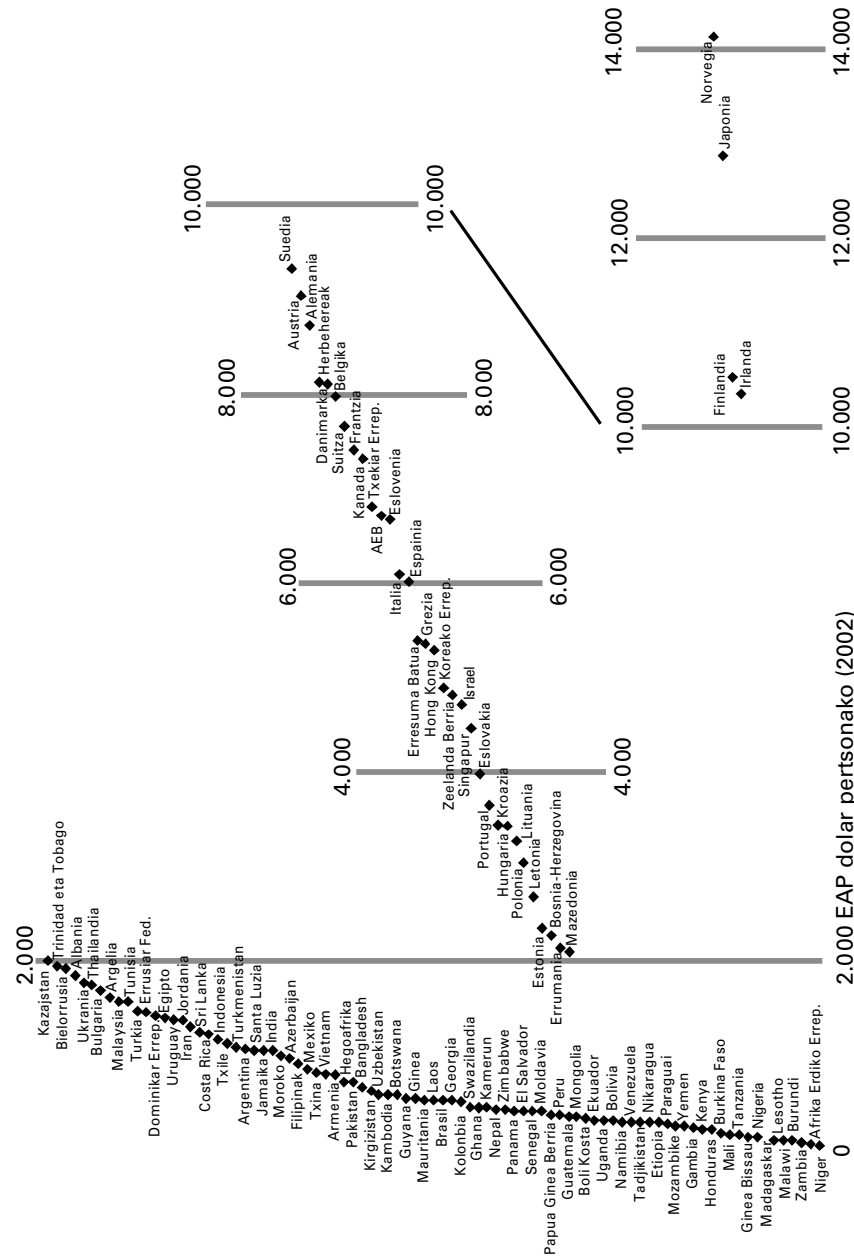 2.000
Kazajstan
Trinidad eta Tobago
Bielorrusia
Albania
Ukrania
Thailandia
Bulgaria
Argelia
Malaysia
Tunisia
Turkia
Errusiar Fed.
Dominikar Errep.
Egipto
Uruguay
Jordania
Iran
Sri Lanka
Costa Rica
Indonesia
Txile
Turkmenistan
Argentina
Santa Luzia
Jamaika
India
Moroko
Azerbaijan
Filipinak
Mexiko
Txina
Vietnam
Armenia
Hegoafrika
Pakistan
Bangladesh
Kirgizistan
Uzbekistan
Kambodia
Botswana
Guyana
Ginea
Mauritania
Laos
Brasil
Georgia
Kolonbia
Swazilandia
Ghana
Kamerun
Nepal
Zimbabwe
Panama
El Salvador
Senegal
Moldavia
Papua Ginea Berria
Peru
Guatemala
Mongolia
Boli Kosta
Ekuador
Uganda
Bolivia
Namibia
Venezuela
Tadjikistan
Nikaragua
Etiopia
Paraguai
Mozambike
Yemen
Gambia
Kenya
Honduras
Burkina Faso
Mali
Tanzania
Ginea Bissau
Nigeria
Madagaskar
Lesotho
Malawi
Burundi
Zambia
Afrika Erdiko Errep.
Niger
10.000
8.000
6.000
4.000
Suedia
Austria
Alemania
Danimarka
Herbehereak
Belgika
Suitza
Frantzia
Kanada
Txekiar Errep.
AEB
Eslovenia
Italia
Espainia
Erresuma Batua
Grezia
Hong Kong
Koreako Errep.
Zeelanda Berria
Israel
Singapur
Eslovakia
Portugal
Kroazia
Hungaria
Lituania
Polonia
Letonia
Estonia
Bosnia-Herzegovina
Errumania
Mazedonia
10.000
8.000
6.000
4.000
10.000
12.000
14.000
Norvegia
Japonia
Finlandia
Irlanda
0
2.000 EAP dolar pertsonako (2002)
10.000
12.000
14.000